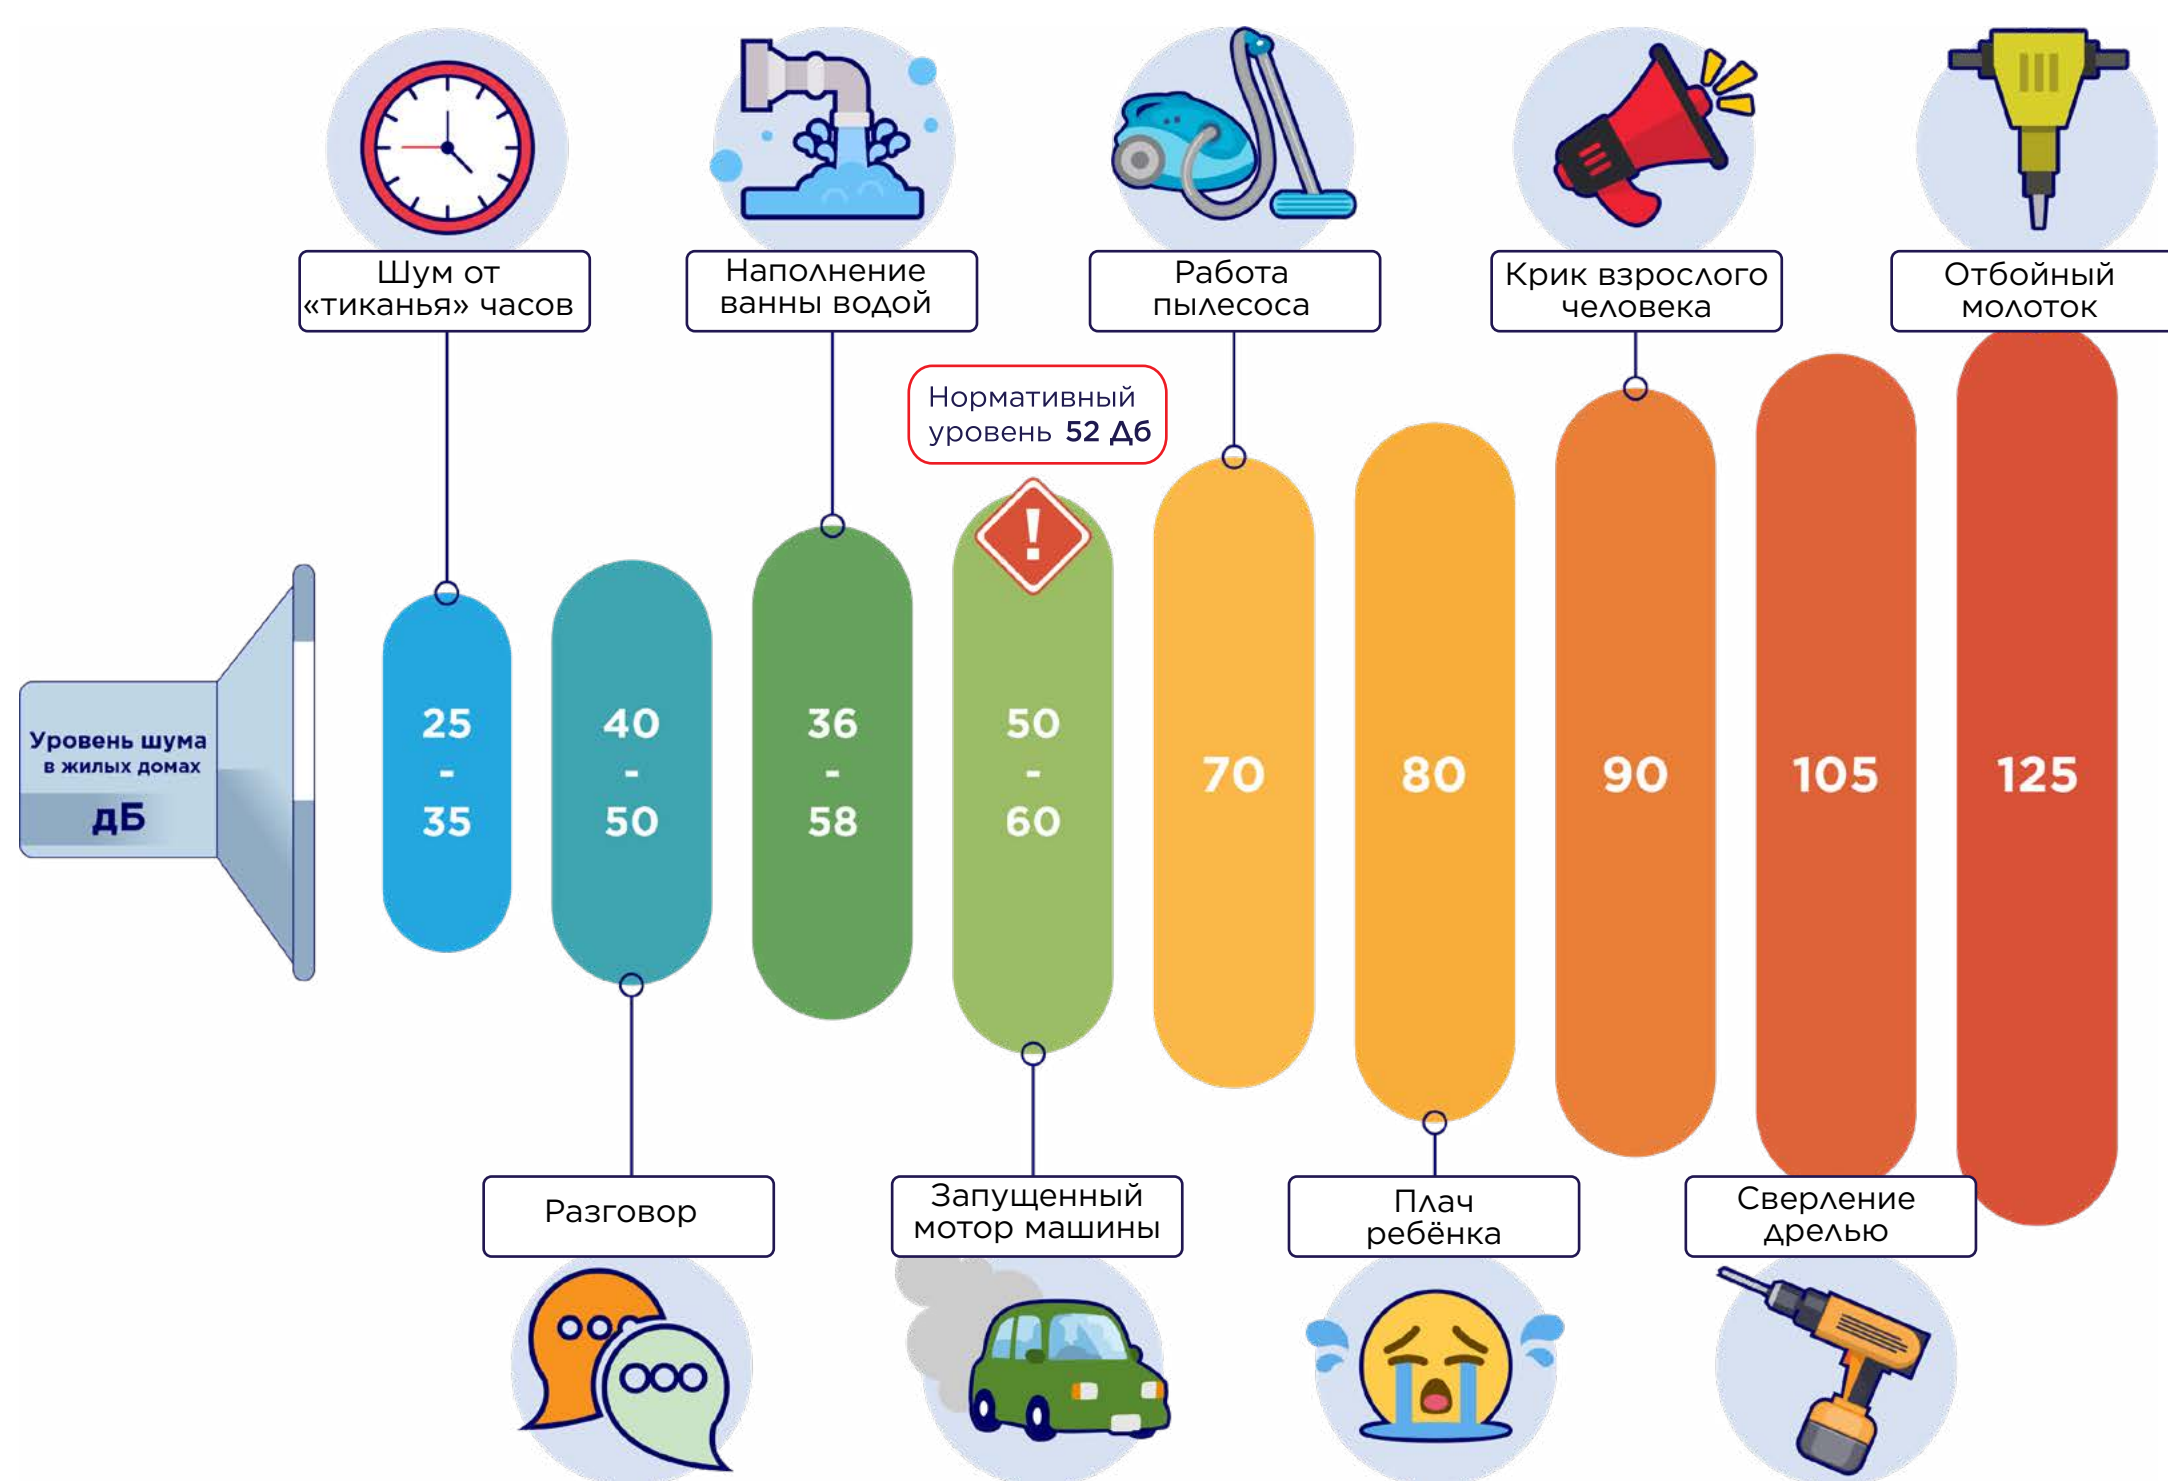 Шум от
«тиканья» часов
Наполнение
ванны водой
Работа
пылесоса
Крик взрослого
человека
Отбойный
молоток
Нормативный
уровень 52 Дб
Уровень шума
в жилых домах
дБ
25
-
35
40
-
50
36
-
58
50
-
60
70
80
90
105
125
!
Разговор
Запущенный
мотор машины
Плач
ребёнка
Сверление
дрелью